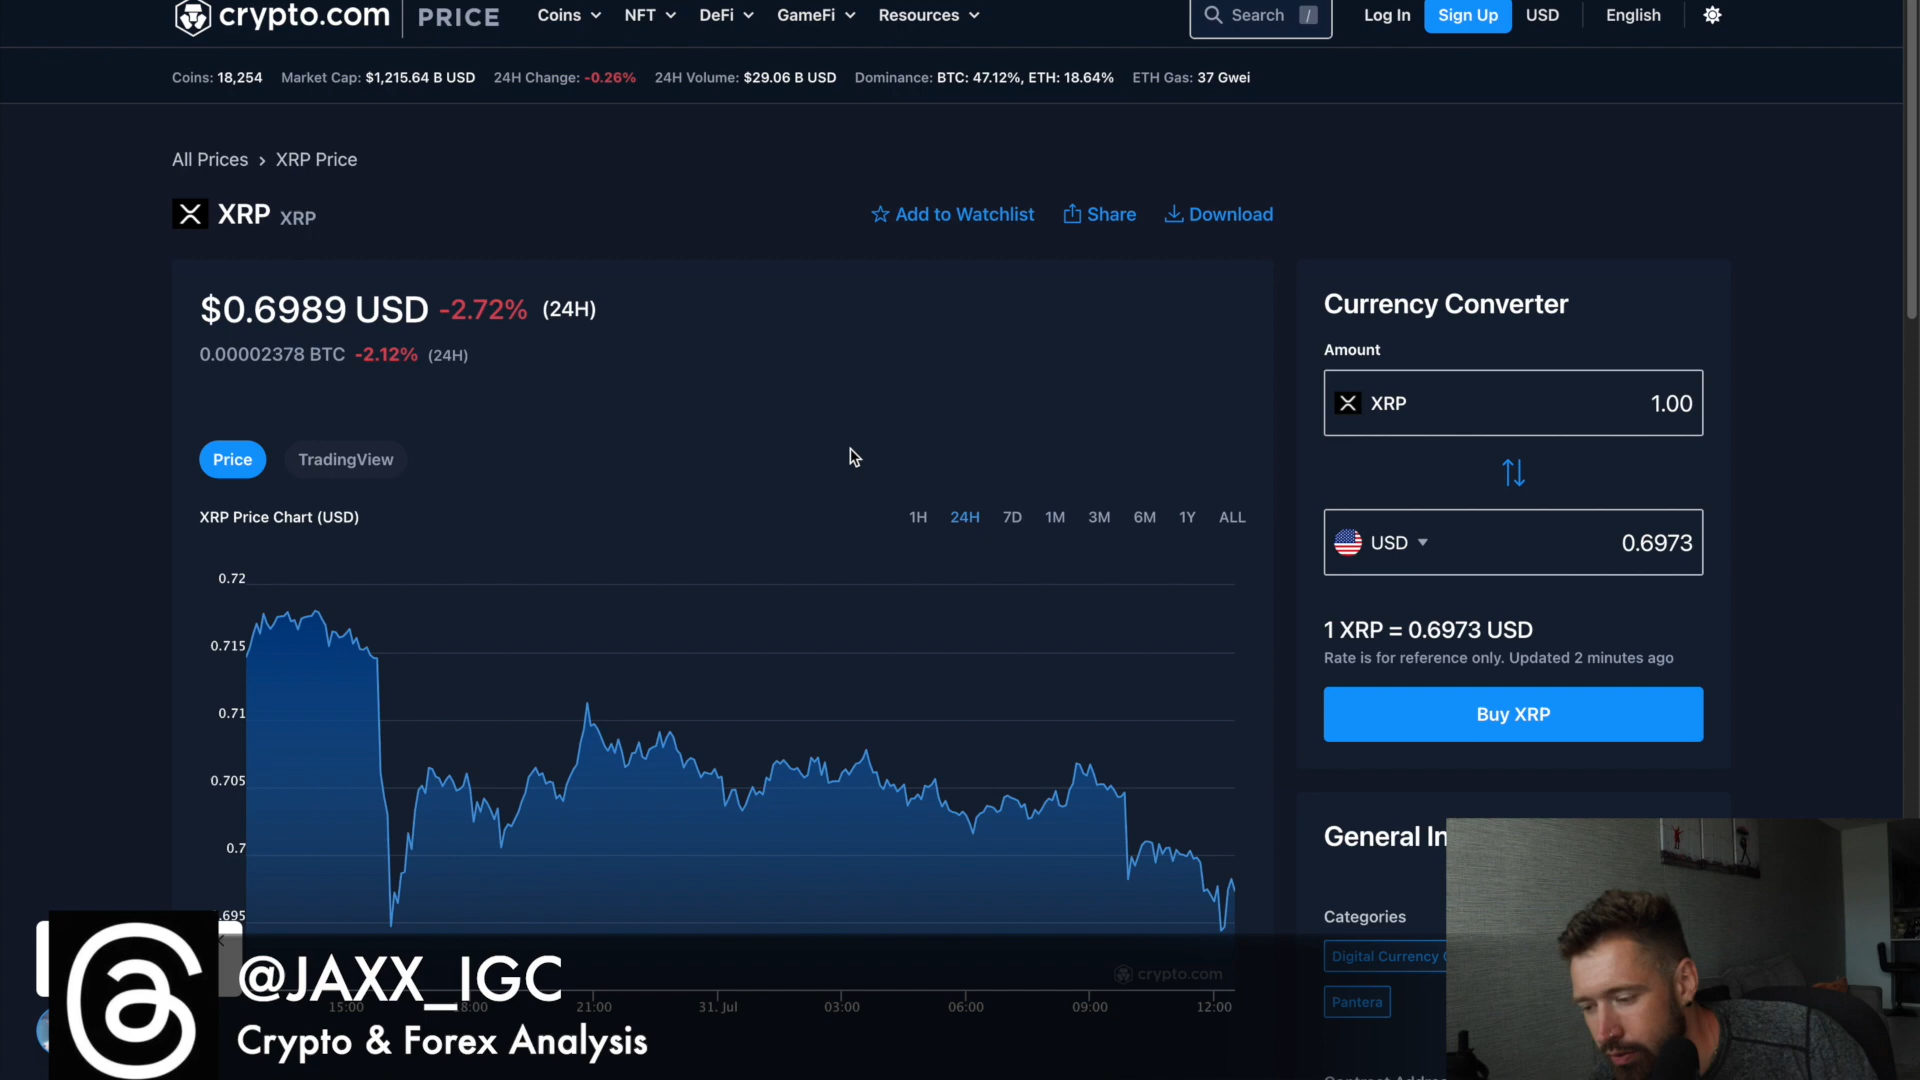 crypto.com PRICE Coins NFT DeFi GameFi Resources Search / Log In Sign Up USD English
Coins: 18,254 Market Cap: $1,215.64 B USD 24H Change: -0.26% 24H Volume: $29.06 B USD Dominance: BTC: 47.12%, ETH: 18.64% ETH Gas: 37 Gwei
All Prices › XRP Price
XRP XRP
Add to Watchlist Share Download
$0.6989 USD -2.72% (24H)
0.00002378 BTC -2.12% (24H)
Price TradingView
XRP Price Chart (USD)
1H 24H 7D 1M 3M 6M 1Y ALL
0.72
0.715
0.71
0.705
0.7
.695
crypto.com
15:00 18:00 21:00 31. Jul 03:00 06:00 09:00 12:00
Currency Converter
Amount
XRP 1.00
USD 0.6973
1 XRP = 0.6973 USD
Rate is for reference only. Updated 2 minutes ago
Buy XRP
General In
Categories
Digital Currency
Pantera
@JAXX_IGC
Crypto & Forex Analysis